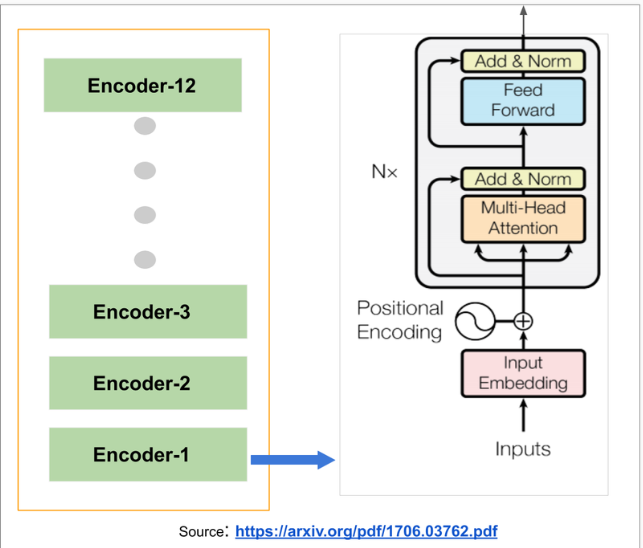 Encoder-12
Encoder-3
Encoder-2
Encoder-1
Add & Norm
Feed
Forward
Nx
Add & Norm
Multi-Head
Attention
Positional
Encoding
Input
Embedding
Inputs
Source: https://arxiv.org/pdf/1706.03762.pdf